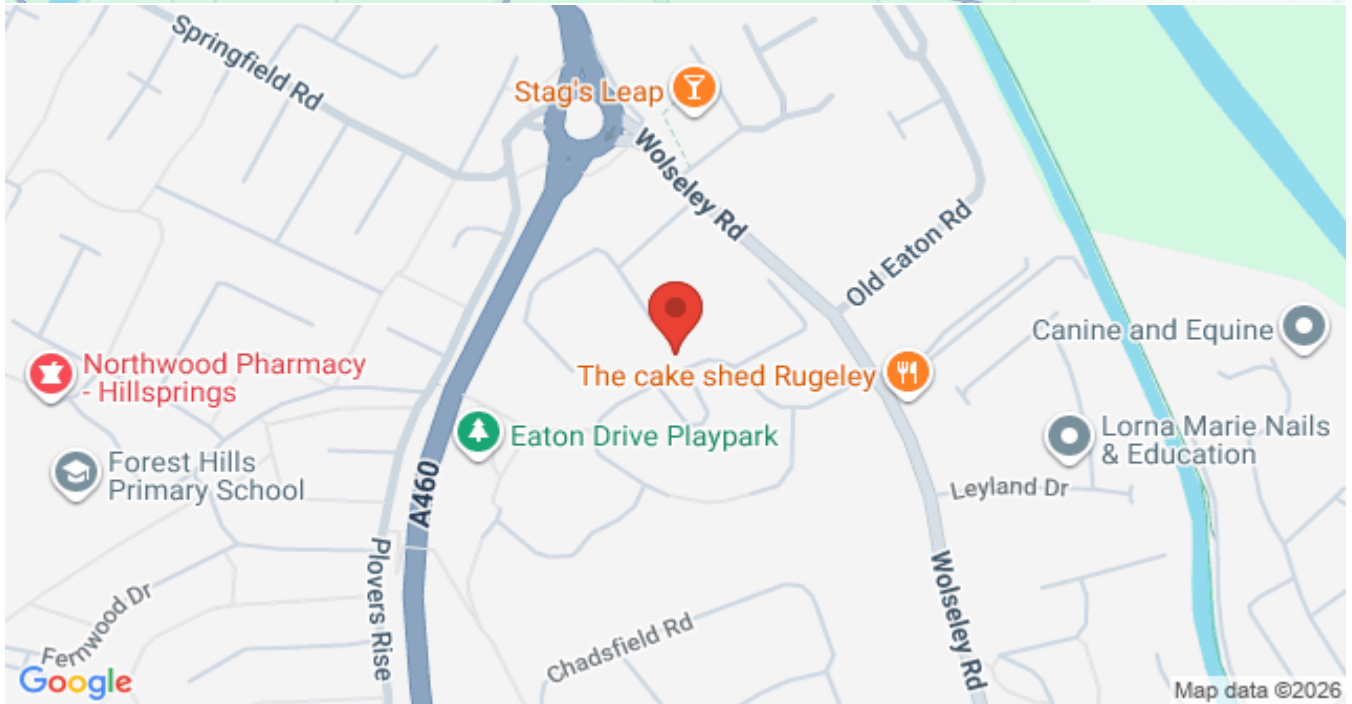 Springfield Rd
Stag's Leap
Wolseley Rd
Old Eaton Rd
Canine and Equine
Northwood Pharmacy
- Hillsprings
The cake shed Rugeley
Eaton Drive Playpark
Lorna Marie Nails
& Education
Forest Hills
Primary School
A460
Leyland Dr
Plovers Rise
Wolseley Rd
Fernwood Dr
Chadsfield Rd
Google
Map data ©2026